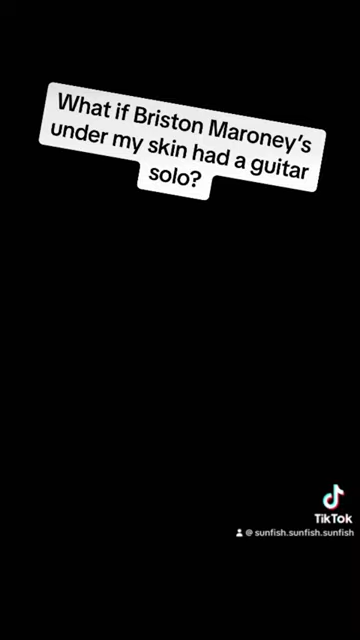 What if Briston Maroney's
under my skin had a guitar
solo?
TikTok
@ sunfish.sunfish.sunfish